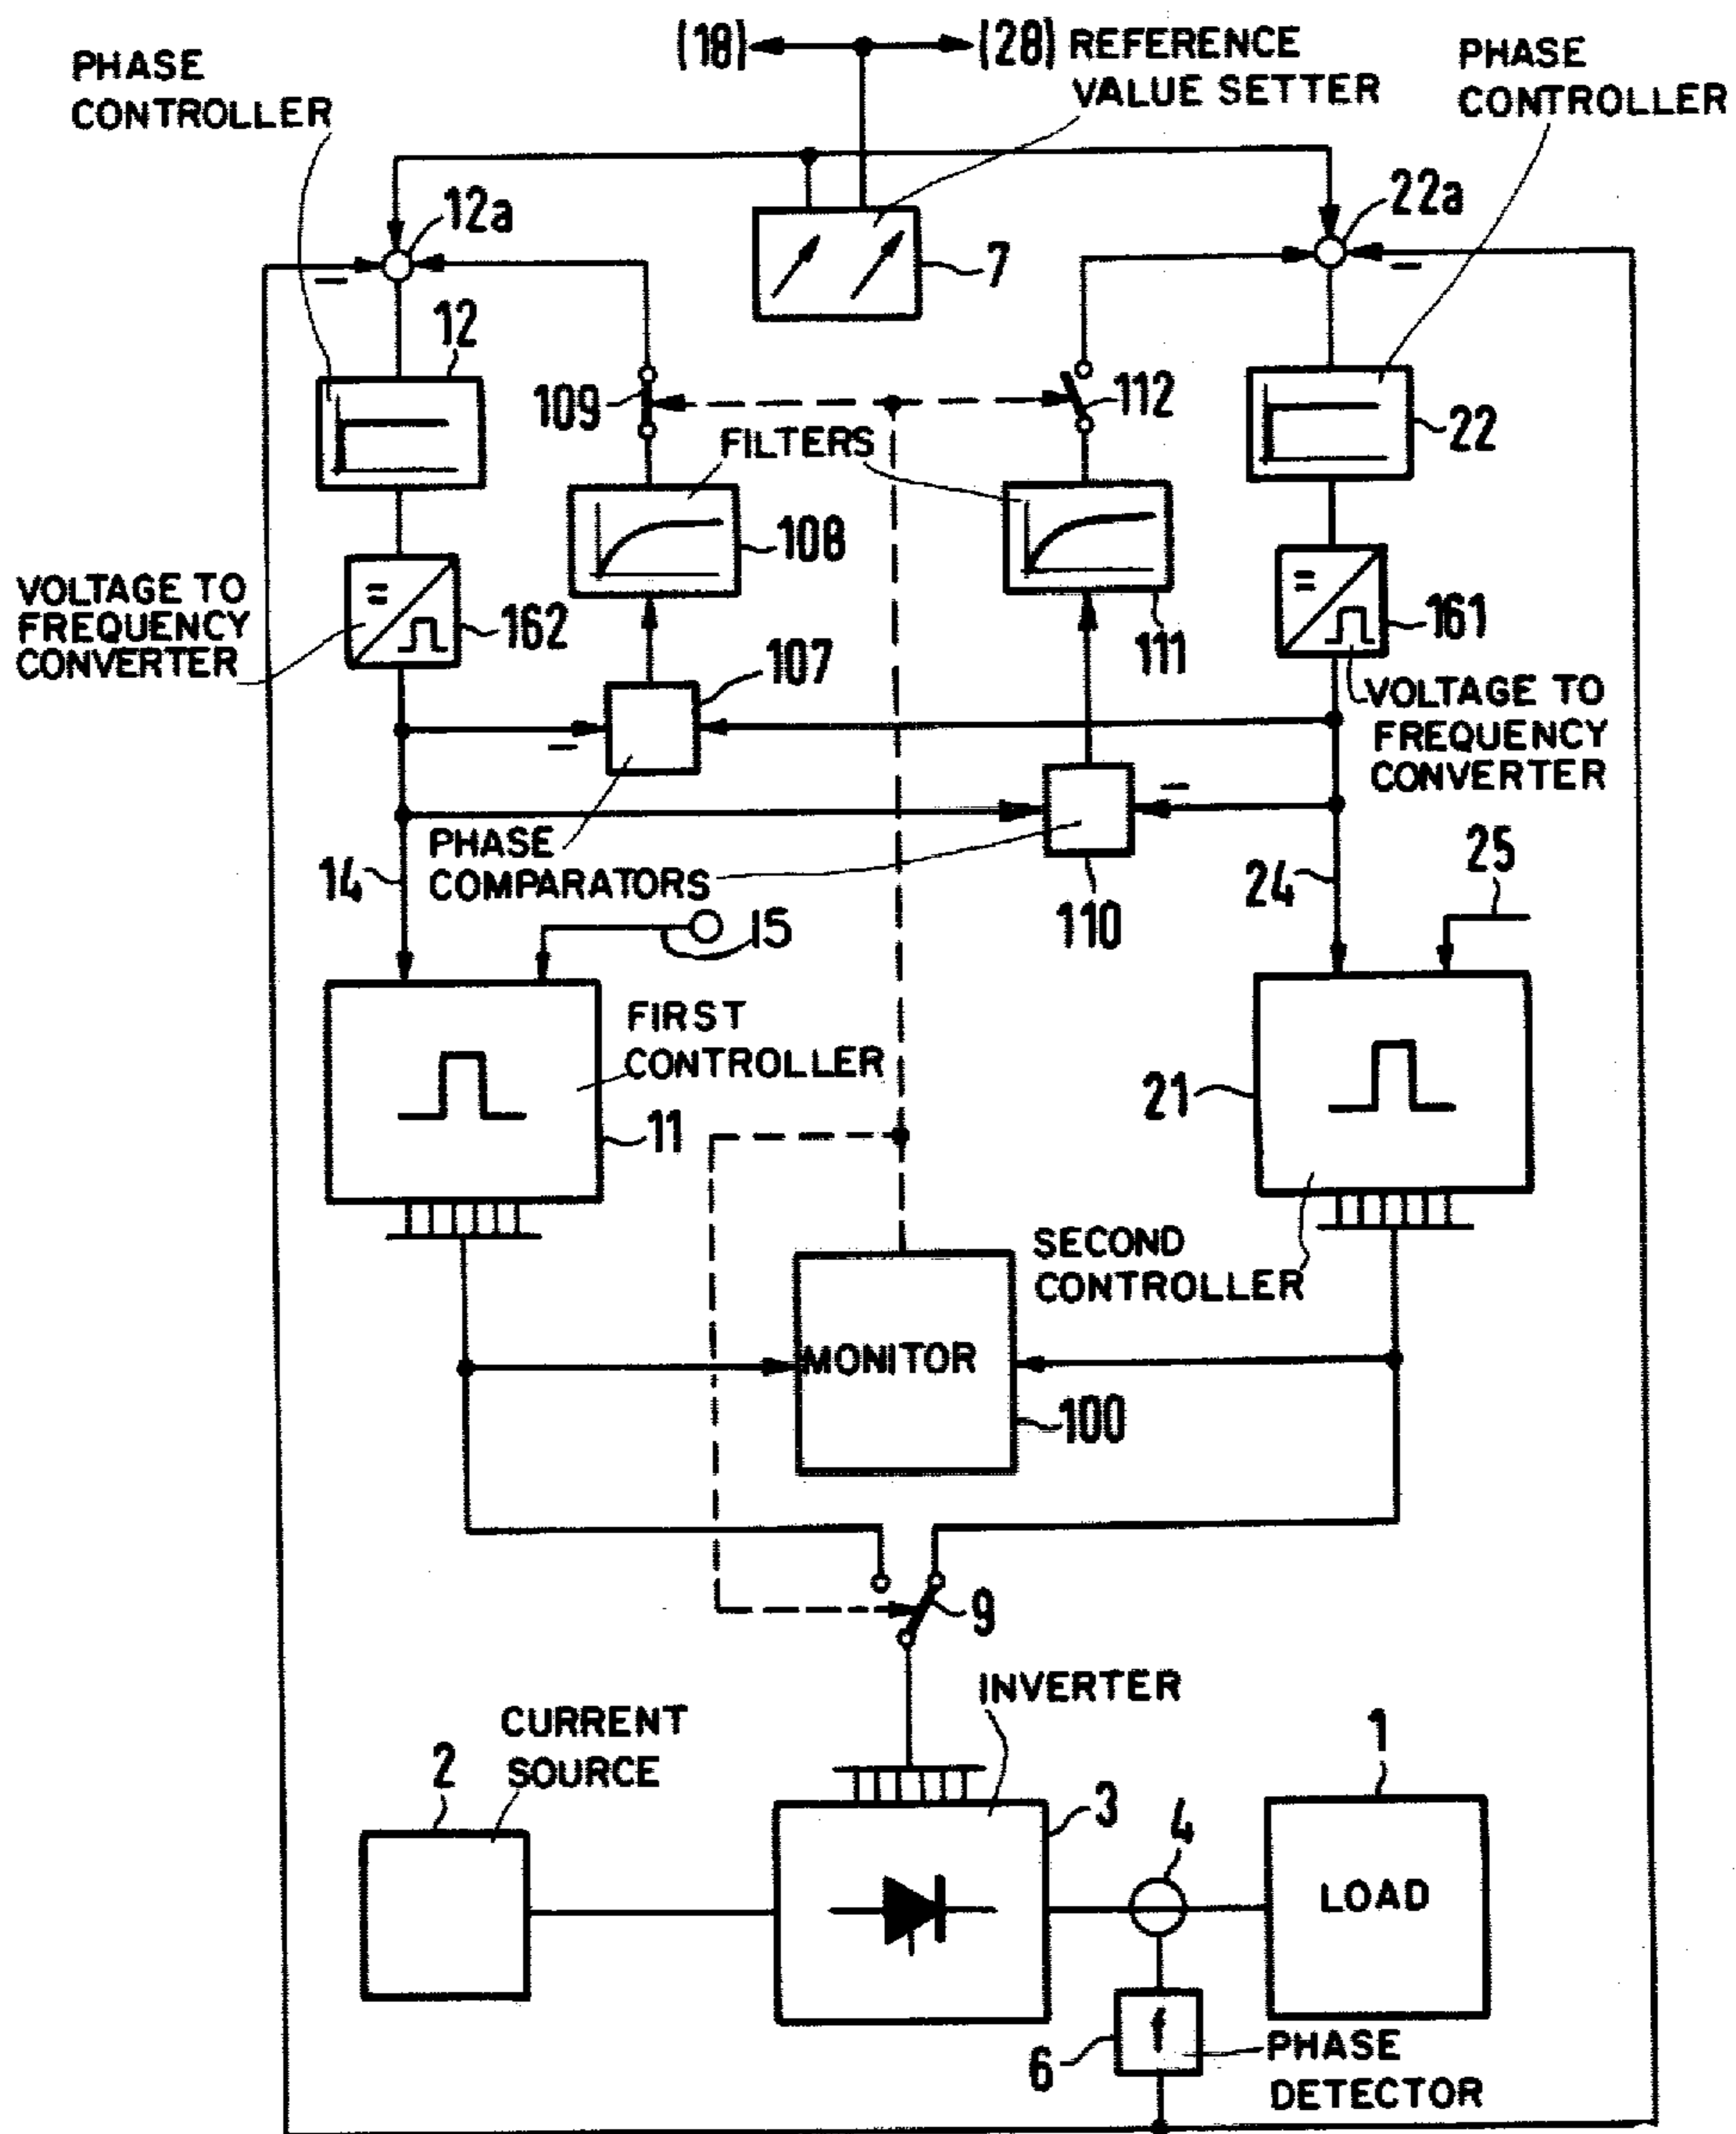 (18) (28) REFERENCE
VALUE SETTER
PHASE
CONTROLLER
PHASE
CONTROLLER
12a
22a
7
12
109
112
22
FILTERS
108
111
VOLTAGE TO
FREQUENCY
CONVERTER
162
161
107
VOLTAGE TO
FREQUENCY
CONVERTER
=
=
–
–
–
–
PHASE
COMPARATORS
110
14
15
24
25
FIRST
CONTROLLER
11
21
SECOND
CONTROLLER
MONITOR
100
9
INVERTER
CURRENT
SOURCE
2
3
4
1
LOAD
6
f
PHASE
DETECTOR